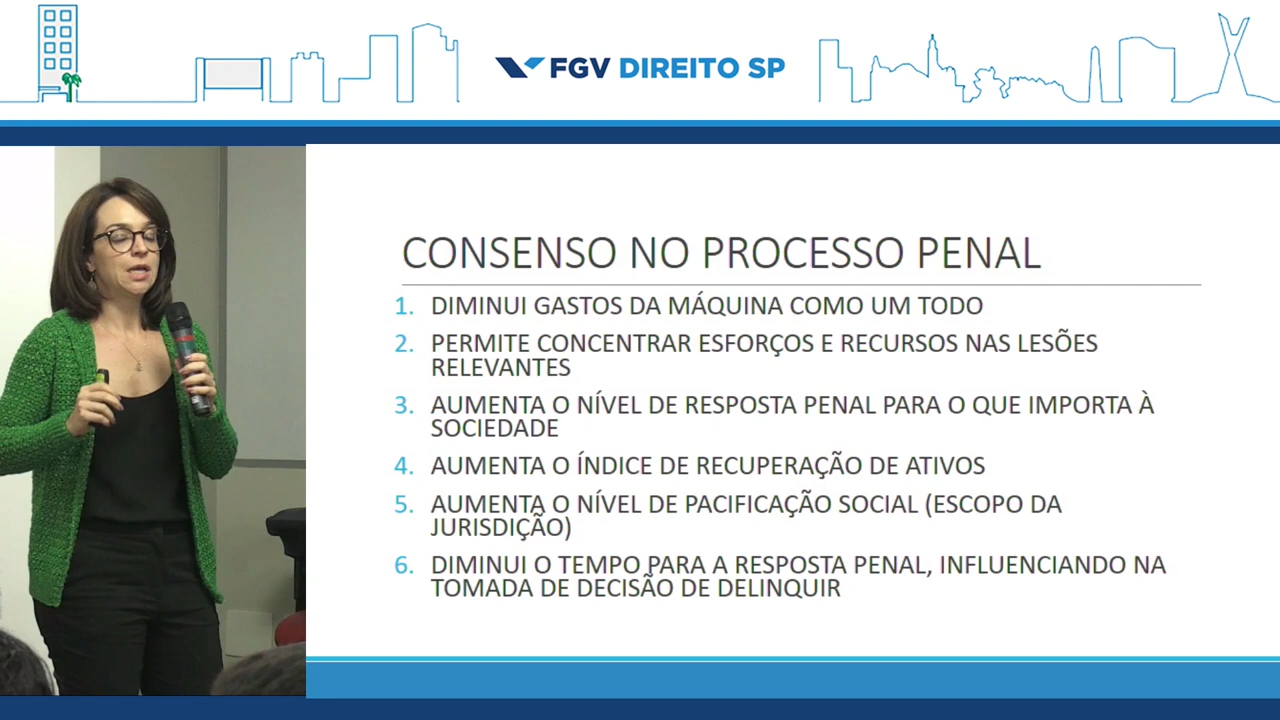 FGV DIREITO SP
CONSENSO NO PROCESSO PENAL
1. DIMINUI GASTOS DA MÁQUINA COMO UM TODO
2. PERMITE CONCENTRAR ESFORÇOS E RECURSOS NAS LESÕES
RELEVANTES
3. AUMENTA O NÍVEL DE RESPOSTA PENAL PARA O QUE IMPORTA À
SOCIEDADE
4. AUMENTA O ÍNDICE DE RECUPERAÇÃO DE ATIVOS
5. AUMENTA O NÍVEL DE PACIFICAÇÃO SOCIAL (ESCOPO DA
JURISDIÇÃO)
6. DIMINUI O TEMPO PARA A RESPOSTA PENAL, INFLUENCIANDO NA
TOMADA DE DECISÃO DE DELINQUIR